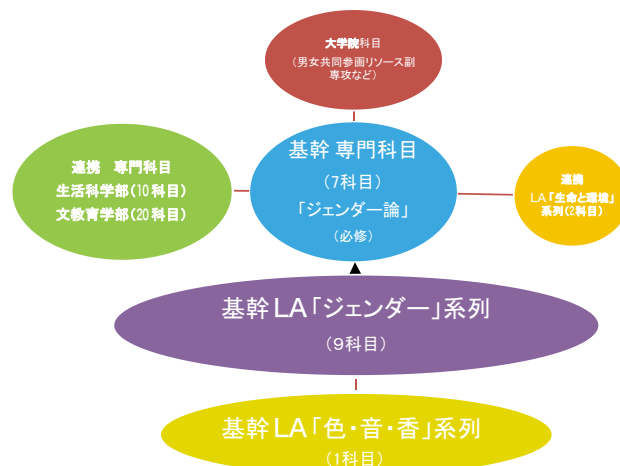 大学院科目
(男女共同参画リソース副
専攻など)
基幹 専門科目
(7科目)
「ジェンダー論」
(必修)
連携　専門科目
生活科学部(10科目)
文教育学部(20科目)
連携
LA「生命と環境」
系列(2科目)
基幹LA「ジェンダー」系列
(9科目)
基幹LA「色・音・香」系列
(1科目)